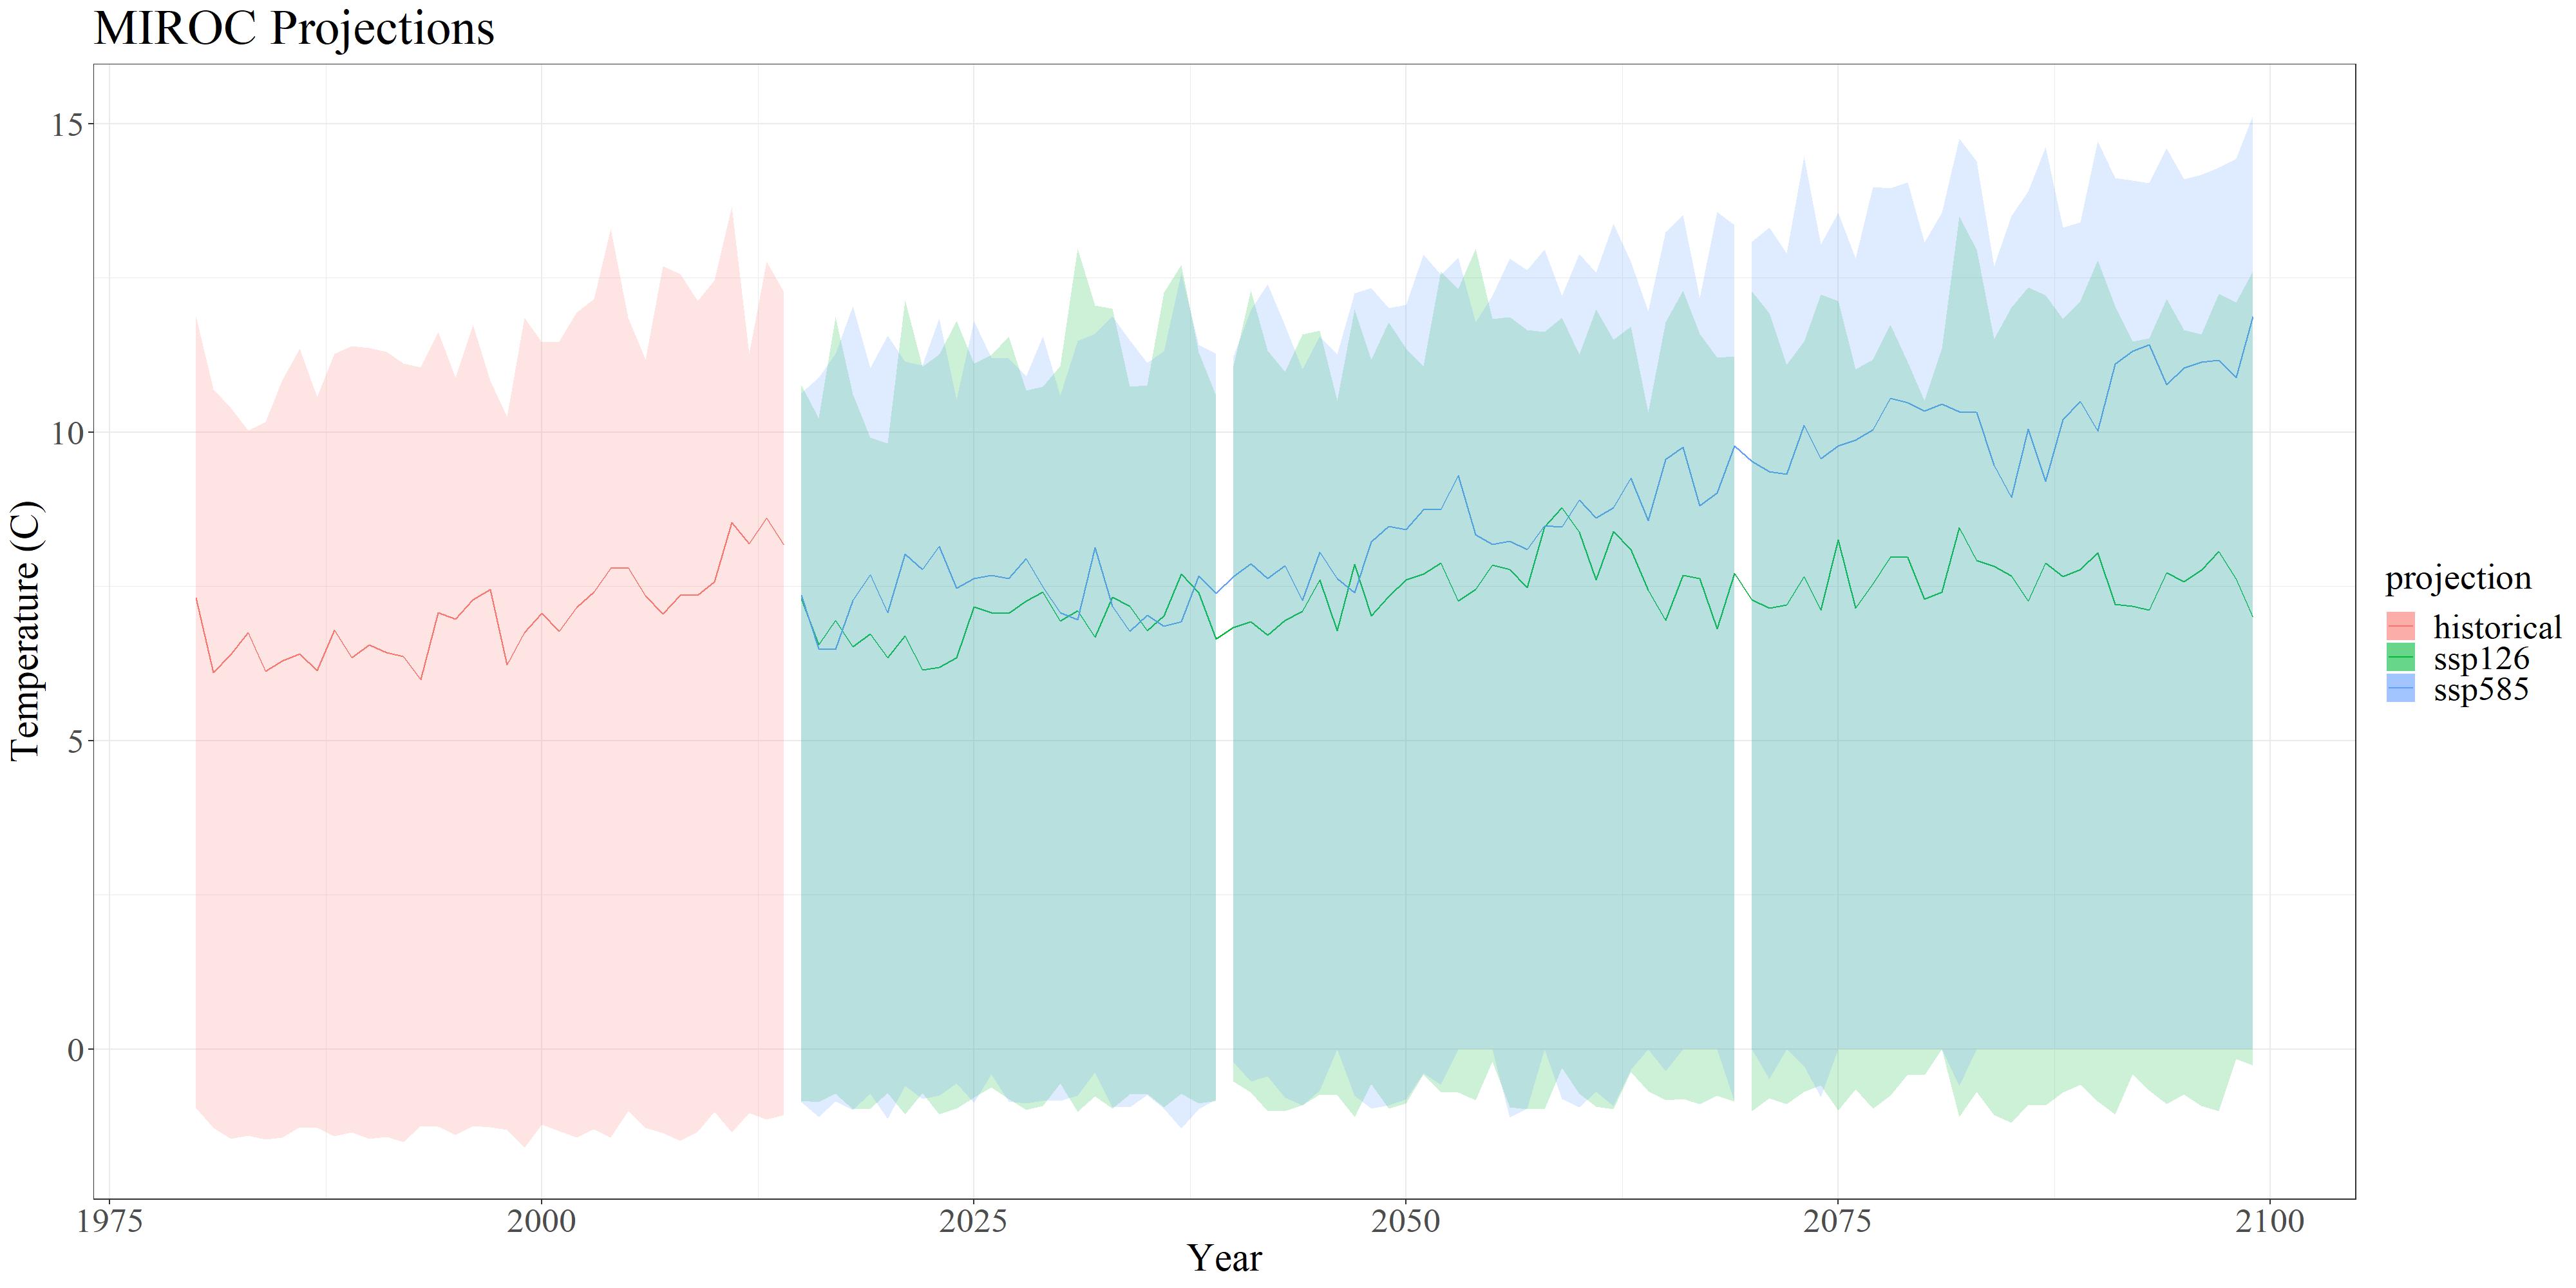 MIROC Projections
15
10
5
0
Temperature (C)
1975 2000 2025 2050 2075 2100
Year
projection
historical
ssp126
ssp585